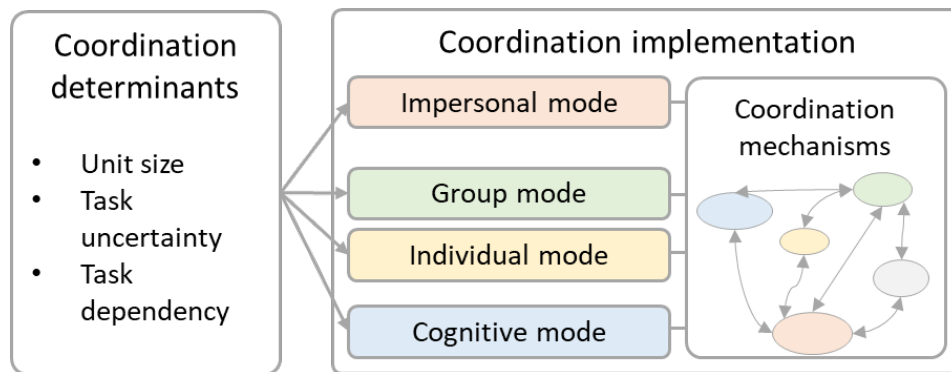 Coordination
determinants
• Unit size
• Task
uncertainty
• Task
dependency
Coordination implementation
Impersonal mode
Group mode
Individual mode
Cognitive mode
Coordination
mechanisms